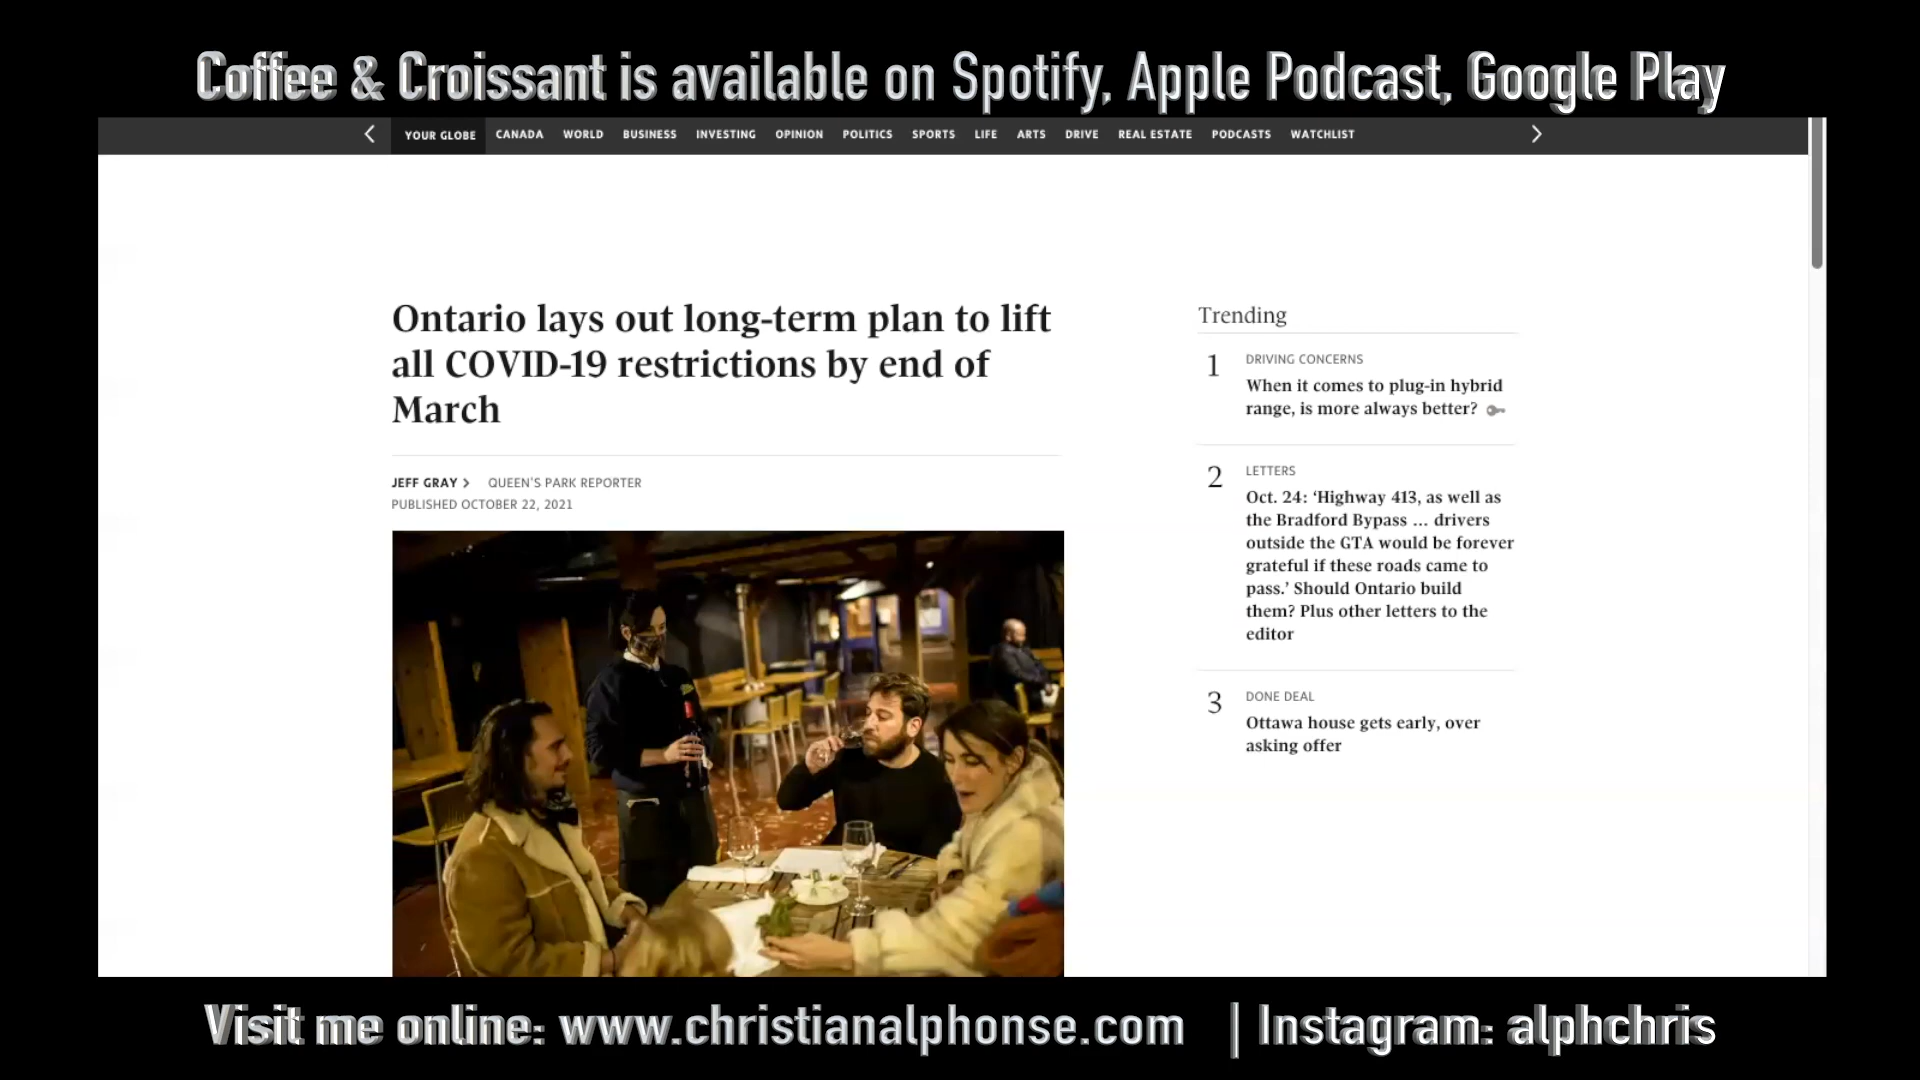 Coffee & Croissant is available on Spotify, Apple Podcast, Google Play
YOUR GLOBE CANADA WORLD BUSINESS INVESTING OPINION POLITICS SPORTS LIFE ARTS DRIVE REAL ESTATE PODCASTS WATCHLIST
Ontario lays out long-term plan to lift
all COVID-19 restrictions by end of
March
JEFF GRAY > QUEEN'S PARK REPORTER
PUBLISHED OCTOBER 22, 2021
Trending
1 DRIVING CONCERNS
When it comes to plug-in hybrid
range, is more always better?
2 LETTERS
Oct. 24: ‘Highway 413, as well as
the Bradford Bypass ... drivers
outside the GTA would be forever
grateful if these roads came to
pass.’ Should Ontario build
them? Plus other letters to the
editor
3 DONE DEAL
Ottawa house gets early, over
asking offer
Visit me online: www.christianalphonse.com | Instagram: alphchris